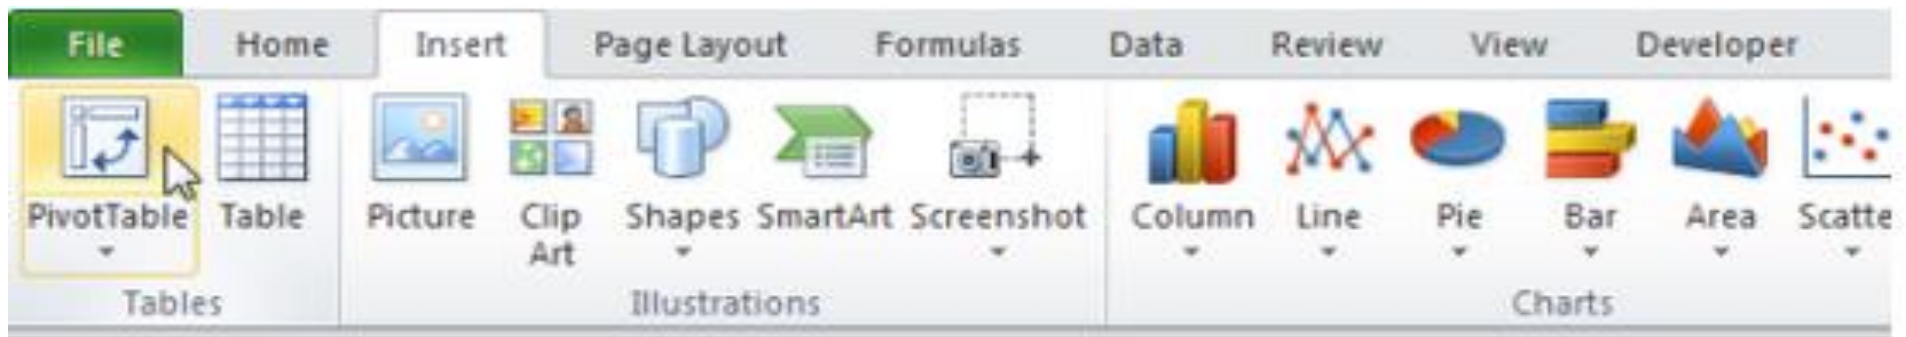 File Home Insert Page Layout Formulas Data Review View Developer
PivotTable Table Picture Clip Shapes SmartArt Screenshot Column Line Pie Bar Area Scatte
Art
Tables Illustrations Charts